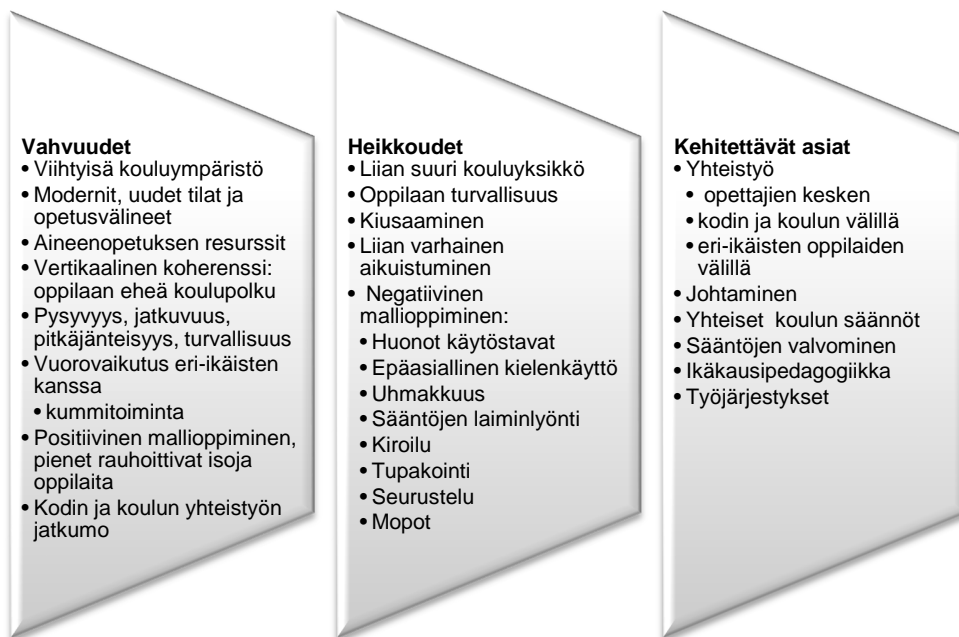 Vahvuudet
• Viihtyisä kouluympäristö
• Modernit, uudet tilat ja
opetusvälineet
• Aineenopetuksen resurssit
• Vertikaalinen koherenssi:
oppilaan eheä koulupolku
• Pysyvyys, jatkuvuus,
pitkäjänteisyys, turvallisuus
• Vuorovaikutus eri-ikäisten
kanssa
• kummitoiminta
• Positiivinen mallioppiminen,
pienet rauhoittivat isoja
oppilaita
• Kodin ja koulun yhteistyön
jatkumo
Heikkoudet
• Liian suuri kouluyksikkö
• Oppilaan turvallisuus
• Kiusaaminen
• Liian varhainen
aikuistuminen
• Negatiivinen
mallioppiminen:
• Huonot käytöstavat
• Epäasiallinen kielenkäyttö
• Uhmakkuus
• Sääntöjen laiminlyönti
• Kiroilu
• Tupakointi
• Seurustelu
• Mopot
Kehitettävät asiat
• Yhteistyö
• opettajien kesken
• kodin ja koulun välillä
• eri-ikäisten oppilaiden
välillä
• Johtaminen
• Yhteiset koulun säännöt
• Sääntöjen valvominen
• Ikäkausipedagogiikka
• Työjärjestykset